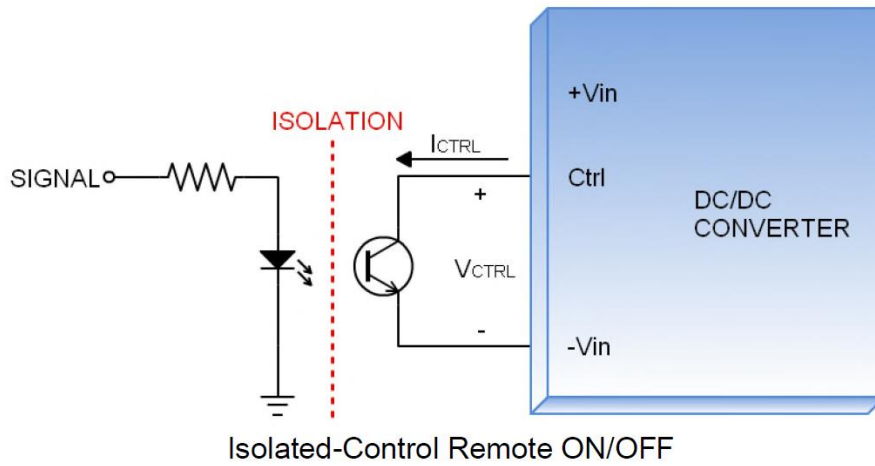 +Vin
ISOLATION
ICTRL
SIGNAL
+
Ctrl
DC/DC
CONVERTER
VCTRL
-
-Vin
Isolated-Control Remote ON/OFF